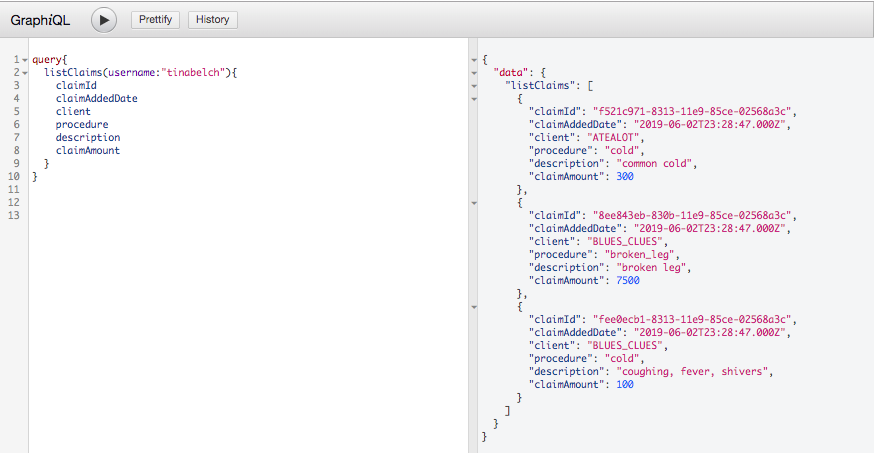 GraphiQL Prettify History
1 query{
2 listClaims(username:"tinabelch"){
3 claimId
4 claimAddedDate
5 client
6 procedure
7 description
8 claimAmount
9 }
10 }
11
12
13
{
"data": {
"listClaims": [
{
"claimId": "f521c971-8313-11e9-85ce-02568a3c",
"claimAddedDate": "2019-06-02T23:28:47.000Z",
"client": "ATEALOT",
"procedure": "cold",
"description": "common cold",
"claimAmount": 300
},
{
"claimId": "8ee843eb-830b-11e9-85ce-02568a3c",
"claimAddedDate": "2019-06-02T23:28:47.000Z",
"client": "BLUES_CLUES",
"procedure": "broken_leg",
"description": "broken leg",
"claimAmount": 7500
},
{
"claimId": "fee0ecb1-8313-11e9-85ce-02568a3c",
"claimAddedDate": "2019-06-02T23:28:47.000Z",
"client": "BLUES_CLUES",
"procedure": "cold",
"description": "coughing, fever, shivers",
"claimAmount": 100
}
]
}
}